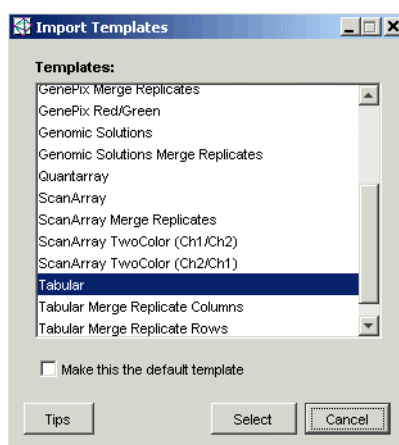 Import Templates
Templates:
GenePix Merge Replicates
GenePix Red/Green
Genomic Solutions
Genomic Solutions Merge Replicates
Quantarray
ScanArray
ScanArray Merge Replicates
ScanArray TwoColor (Ch1/Ch2)
ScanArray TwoColor (Ch2/Ch1)
Tabular
Tabular Merge Replicate Columns
Tabular Merge Replicate Rows
Make this the default template
Tips Select Cancel